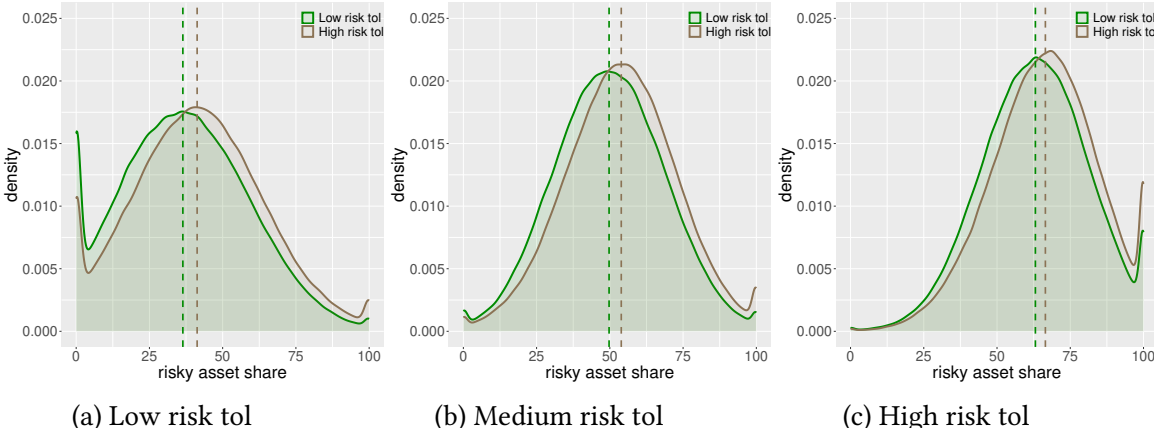 0.025
0.020
0.015
0.010
0.005
0.000
density
0 25 50 75 100
risky asset share
Low risk tol
High risk tol
(a) Low risk tol
0.025
0.020
0.015
0.010
0.005
0.000
density
0 25 50 75 100
risky asset share
Low risk tol
High risk tol
(b) Medium risk tol
0.025
0.020
0.015
0.010
0.005
0.000
density
0 25 50 75 100
risky asset share
Low risk tol
High risk tol
(c) High risk tol